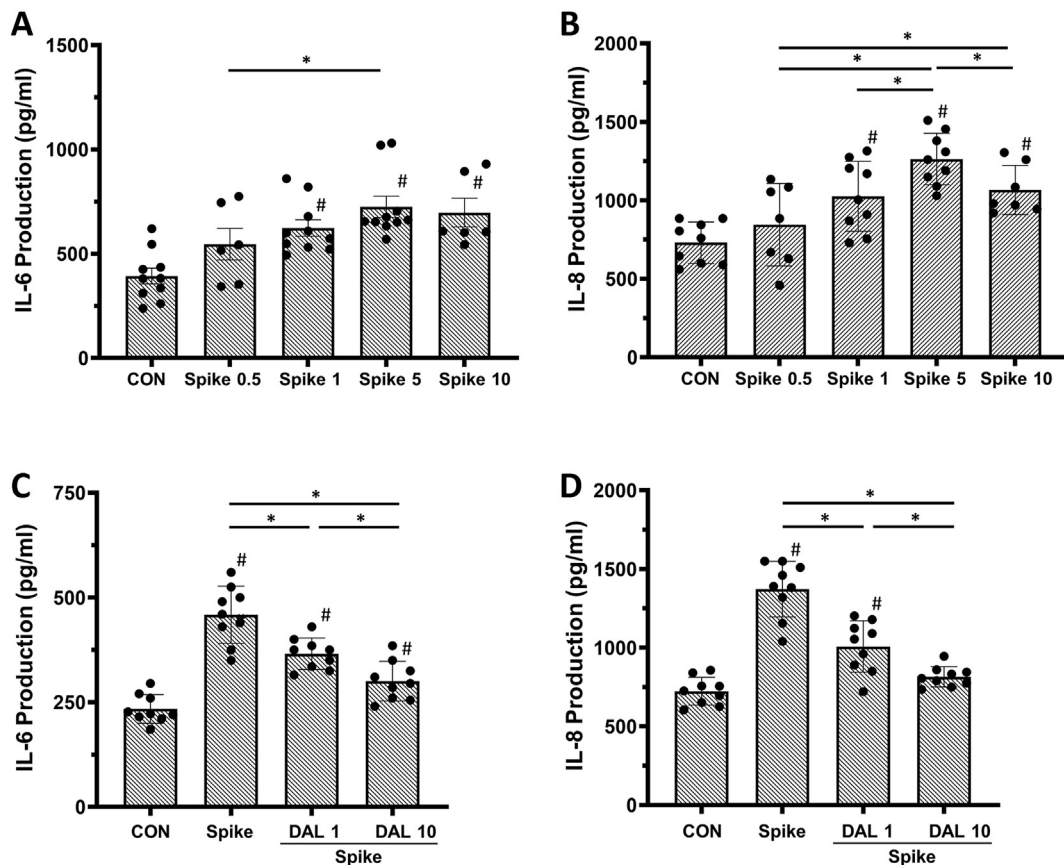 A
IL-6 Production (pg/ml)
1500
1000
500
0
*
#
#
#
CON Spike 0.5 Spike 1 Spike 5 Spike 10
B
IL-8 Production (pg/ml)
2000
1500
1000
500
0
*
*
*
*
#
#
#
CON Spike 0.5 Spike 1 Spike 5 Spike 10
C
IL-6 Production (pg/ml)
750
500
250
0
*
*
*
#
#
#
CON Spike DAL 1 DAL 10
Spike
D
IL-8 Production (pg/ml)
2000
1500
1000
500
0
*
*
*
#
#
CON Spike DAL 1 DAL 10
Spike